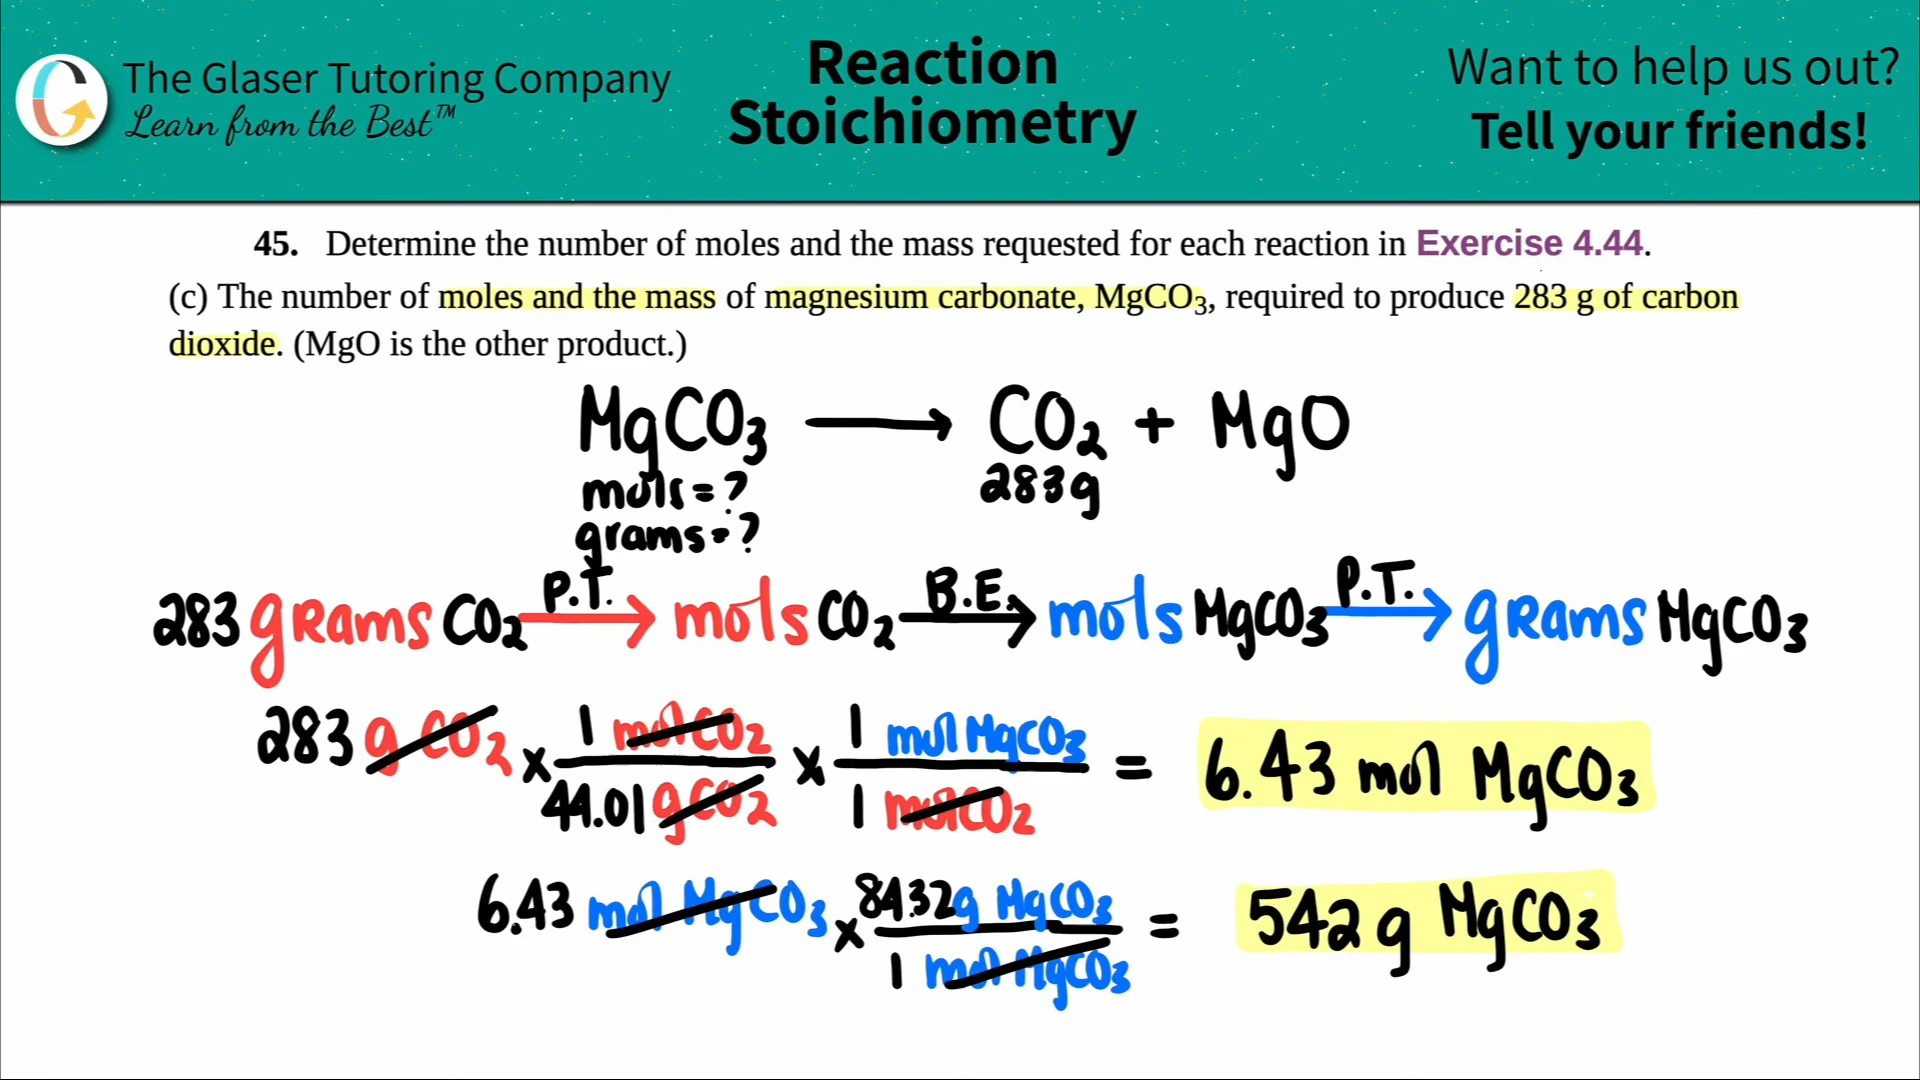 The Glaser Tutoring Company
Learn from the Best™
Reaction
Stoichiometry
Want to help us out?
Tell your friends!
45. Determine the number of moles and the mass requested for each reaction in Exercise 4.44.
(c) The number of moles and the mass of magnesium carbonate, MgCO₃, required to produce 283 g of carbon
dioxide. (MgO is the other product.)
MgCO₃ → CO₂ + MgO
mols = ?
grams = ?
283g
283 grams CO₂ P.T. → mols CO₂ B.E. → mols MgCO₃ P.T. → grams MgCO₃
283 g CO₂ x 1 mol CO₂ / 44.01 g CO₂ x 1 mol MgCO₃ / 1 mol CO₂ = 6.43 mol MgCO₃
6.43 mol MgCO₃ x 84.32 g MgCO₃ / 1 mol MgCO₃ = 542 g MgCO₃